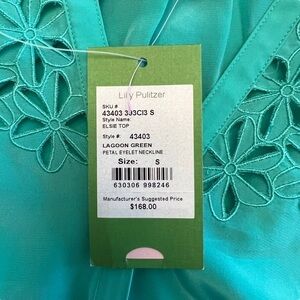 Lilly Pulitzer
SKU #
43403 393CI3 S
Style Name
ELSIE TOP
Style #: 43403
LAGOON GREEN
PETAL EYELET NECKLINE
Size: S
630306 998246
Manufacturer's Suggested Price
$168.00